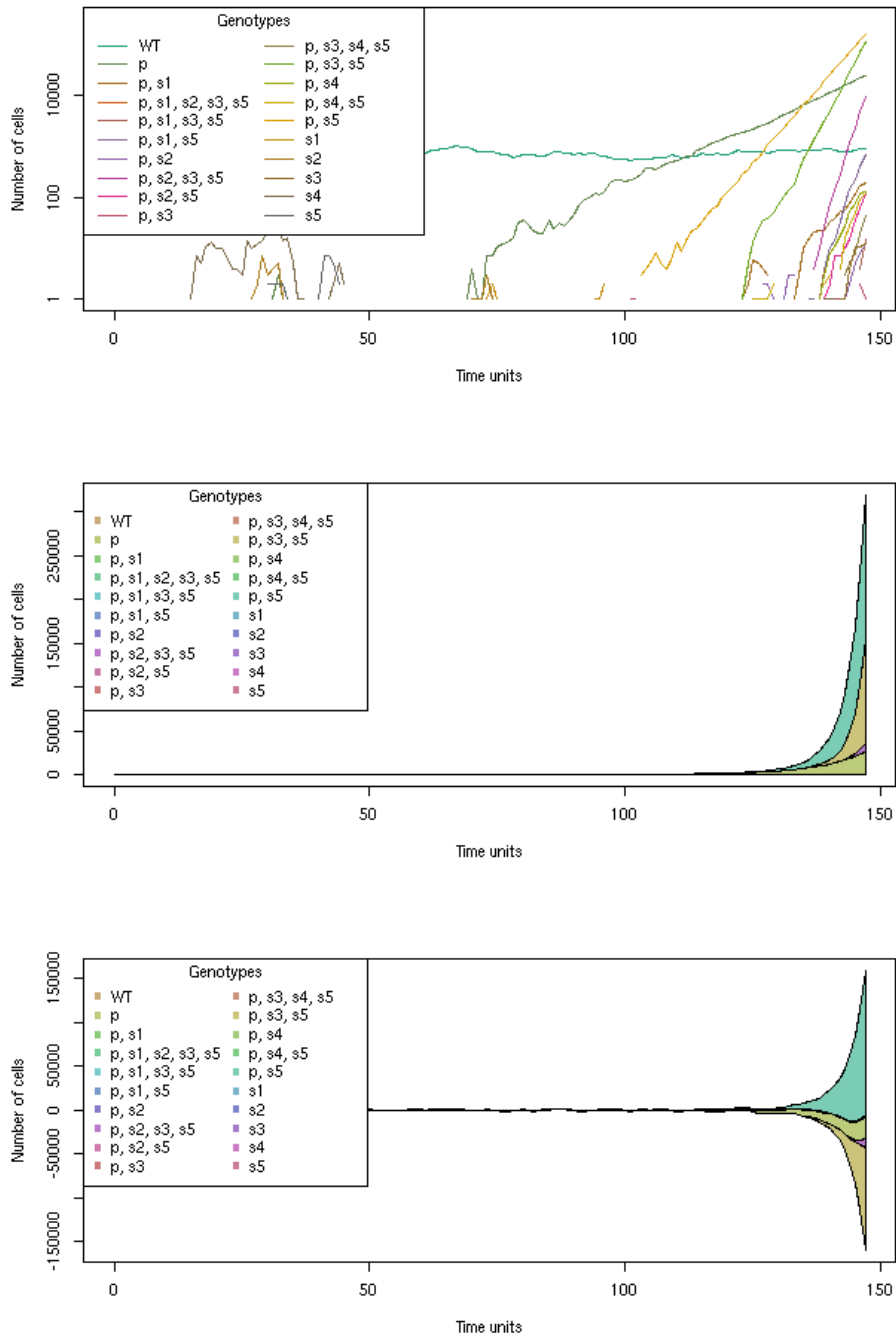 Genotypes
WT
p
p, s1
p, s1, s2, s3, s5
p, s1, s3, s5
p, s1, s5
p, s2
p, s2, s3, s5
p, s2, s5
p, s3
p, s3, s4, s5
p, s3, s5
p, s4
p, s4, s5
p, s5
s1
s2
s3
s4
s5
Number of cells
10000
100
1
0
50
100
150
Time units
Genotypes
WT
p
p, s1
p, s1, s2, s3, s5
p, s1, s3, s5
p, s1, s5
p, s2
p, s2, s3, s5
p, s2, s5
p, s3
p, s3, s4, s5
p, s3, s5
p, s4
p, s4, s5
p, s5
s1
s2
s3
s4
s5
Number of cells
250000
150000
50000
0
0
50
100
150
Time units
Genotypes
WT
p
p, s1
p, s1, s2, s3, s5
p, s1, s3, s5
p, s1, s5
p, s2
p, s2, s3, s5
p, s2, s5
p, s3
p, s3, s4, s5
p, s3, s5
p, s4
p, s4, s5
p, s5
s1
s2
s3
s4
s5
Number of cells
150000
50000
0
-50000
-150000
0
50
100
150
Time units